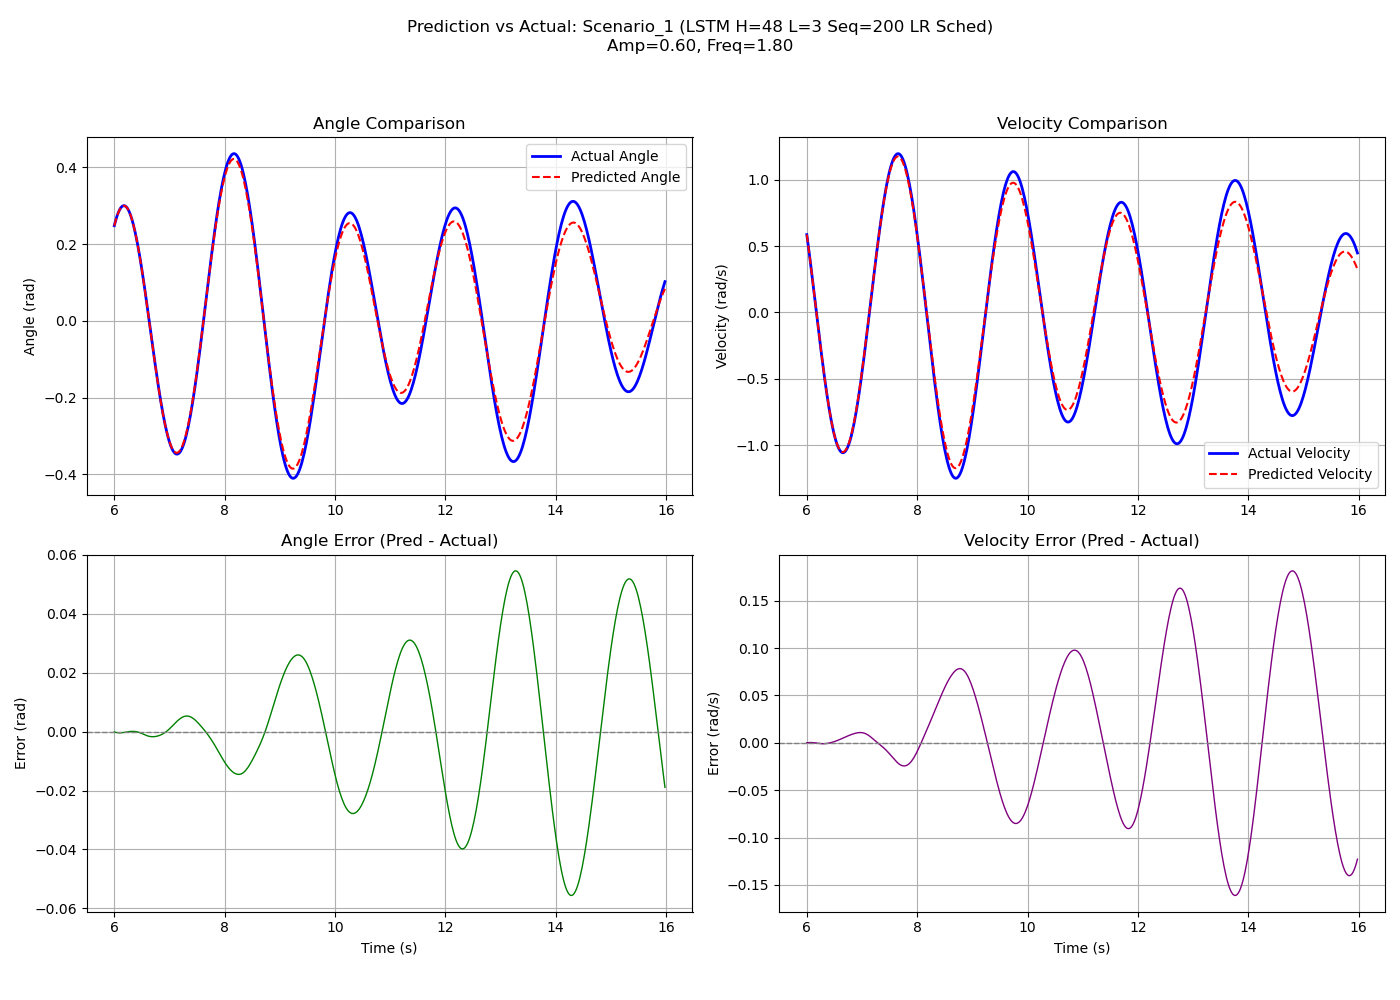 Prediction vs Actual: Scenario_1 (LSTM H=48 L=3 Seq=200 LR Sched)
Amp=0.60, Freq=1.80
Angle Comparison
Angle (rad)
0.4
0.2
0.0
−0.2
−0.4
Actual Angle
Predicted Angle
6 8 10 12 14 16
Velocity Comparison
Velocity (rad/s)
1.0
0.5
0.0
−0.5
−1.0
Actual Velocity
Predicted Velocity
6 8 10 12 14 16
Angle Error (Pred - Actual)
Error (rad)
0.06
0.04
0.02
0.00
−0.02
−0.04
−0.06
6 8 10 12 14 16
Time (s)
Velocity Error (Pred - Actual)
Error (rad/s)
0.15
0.10
0.05
0.00
−0.05
−0.10
−0.15
6 8 10 12 14 16
Time (s)